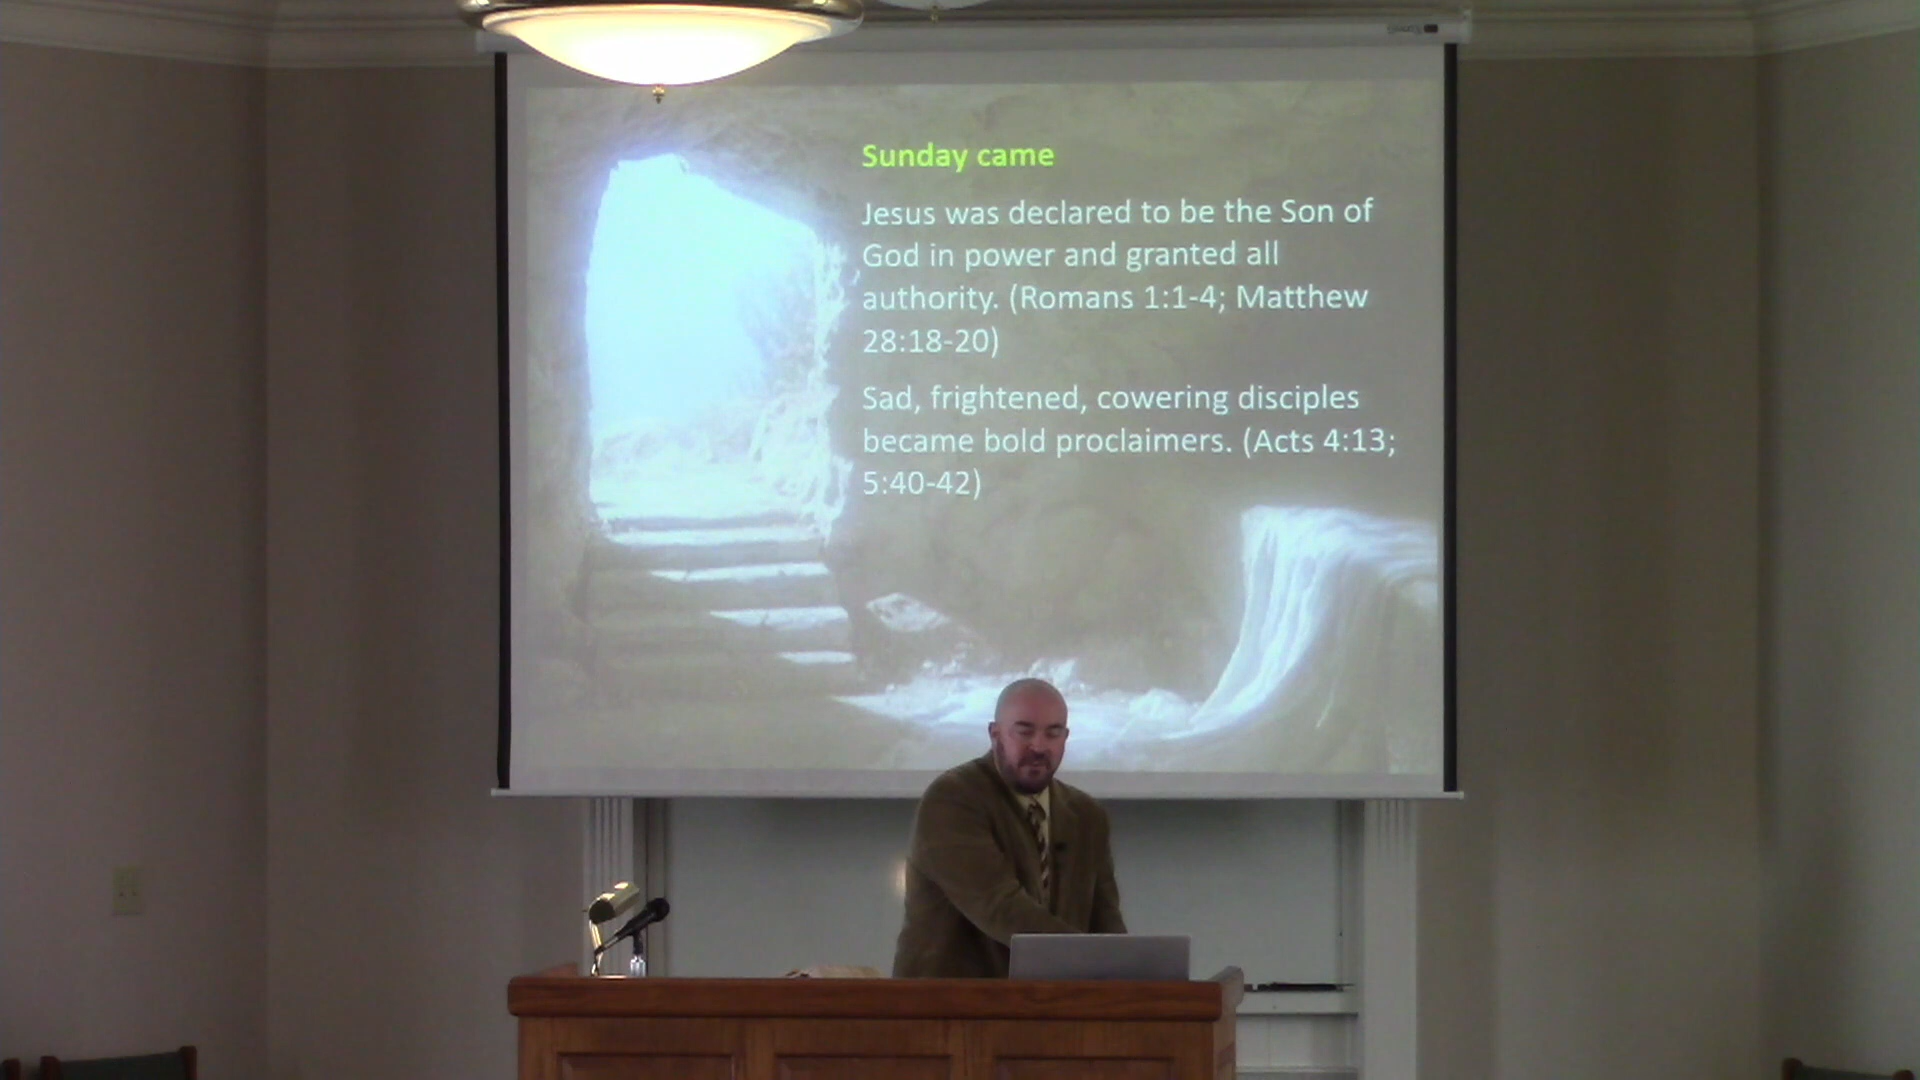 Sunday came
Jesus was declared to be the Son of
God in power and granted all
authority. (Romans 1:1-4; Matthew
28:18-20)
Sad, frightened, cowering disciples
became bold proclaimers. (Acts 4:13;
5:40-42)